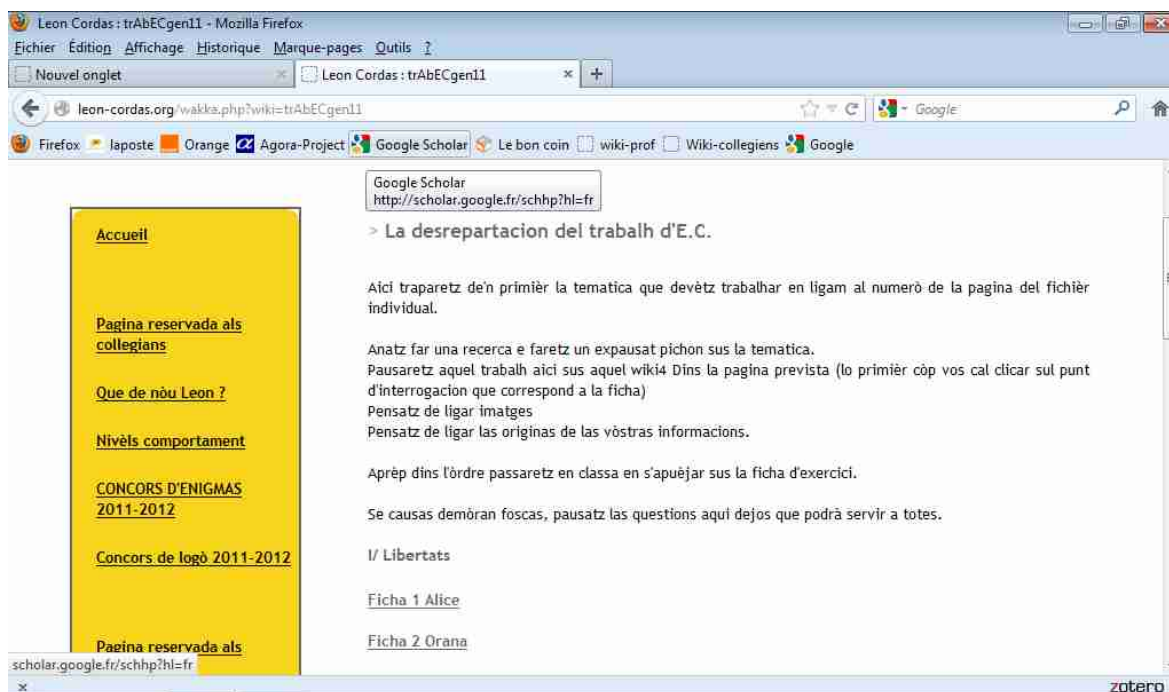 Leon Cordas : trAbECgen11 - Mozilla Firefox
Fichier Édition Affichage Historique Marque-pages Outils ?
Nouvel onglet
Leon Cordas : trAbECgen11
leon-cordas.org/wakka.php?wiki=trAbECgen11
Google
Firefox laposte Orange Agora-Project Google Scholar Le bon coin wiki-prof Wiki-collegiens Google
Google Scholar
http://scholar.google.fr/schhp?hl=fr
Accueil
Pagina reservada als
collegians
Que de nòu Leon ?
Nivèls comportament
CONCORS D'ENIGMAS
2011-2012
Concors de logò 2011-2012
Pagina reservada als
> La desrepartacion del trabalh d'E.C.
Aici traparetz de'n primièr la tematica que devètz trabalhar en ligam al numerò de la pagina del fichièr
individual.
Anatz far una recerca e faretz un expausat pichon sus la tematica.
Pausaretz aquel trabalh aici sus aquel wiki4 Dins la pagina prevista (lo primièr còp vos cal clicar sul punt
d'interrogacion que correspond a la ficha)
Pensatz de ligar imatges
Pensatz de ligar las originas de las vòstras informacions.
Aprèp dins l'òrdre passaretz en classa en s'apuèjar sus la ficha d'exercici.
Se causas demòran foscas, pausatz las questions aqui dejos que podrà servir a totes.
I/ Libertats
Ficha 1 Alice
Ficha 2 Orana
scholar.google.fr/schhp?hl=fr
zotero